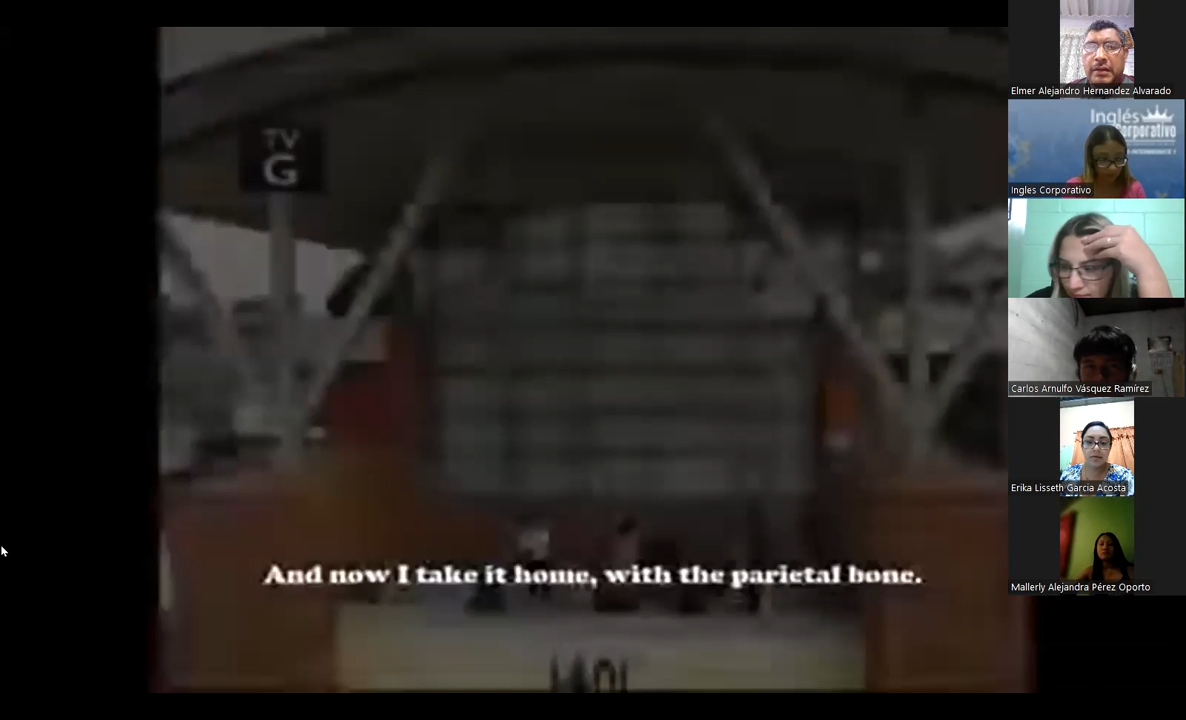 TV
G
And now I take it home, with the parietal bone.
Elmer Alejandro Hernandez Alvarado
Inglés
Corporativo
Ingles Corporativo
Carlos Arnulfo Vásquez Ramírez
Erika Lisseth Garcia Acosta
Mallerly Alejandra Pérez Oporto